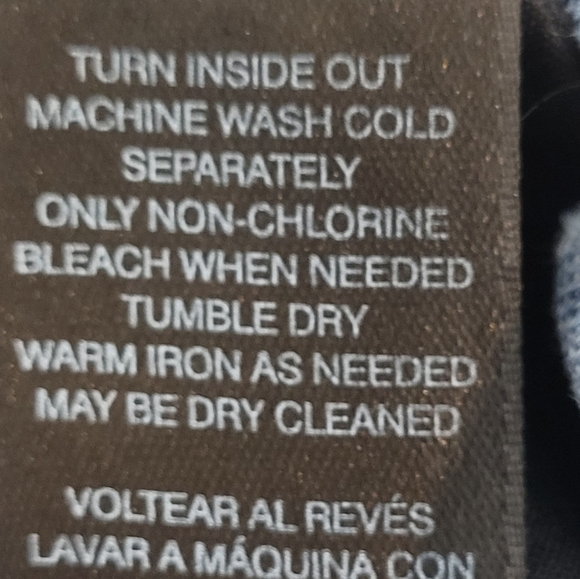 TURN INSIDE OUT
MACHINE WASH COLD
SEPARATELY
ONLY NON-CHLORINE
BLEACH WHEN NEEDED
TUMBLE DRY
WARM IRON AS NEEDED
MAY BE DRY CLEANED
VOLTEAR AL REVÉS
LAVAR A MÁQUINA CON